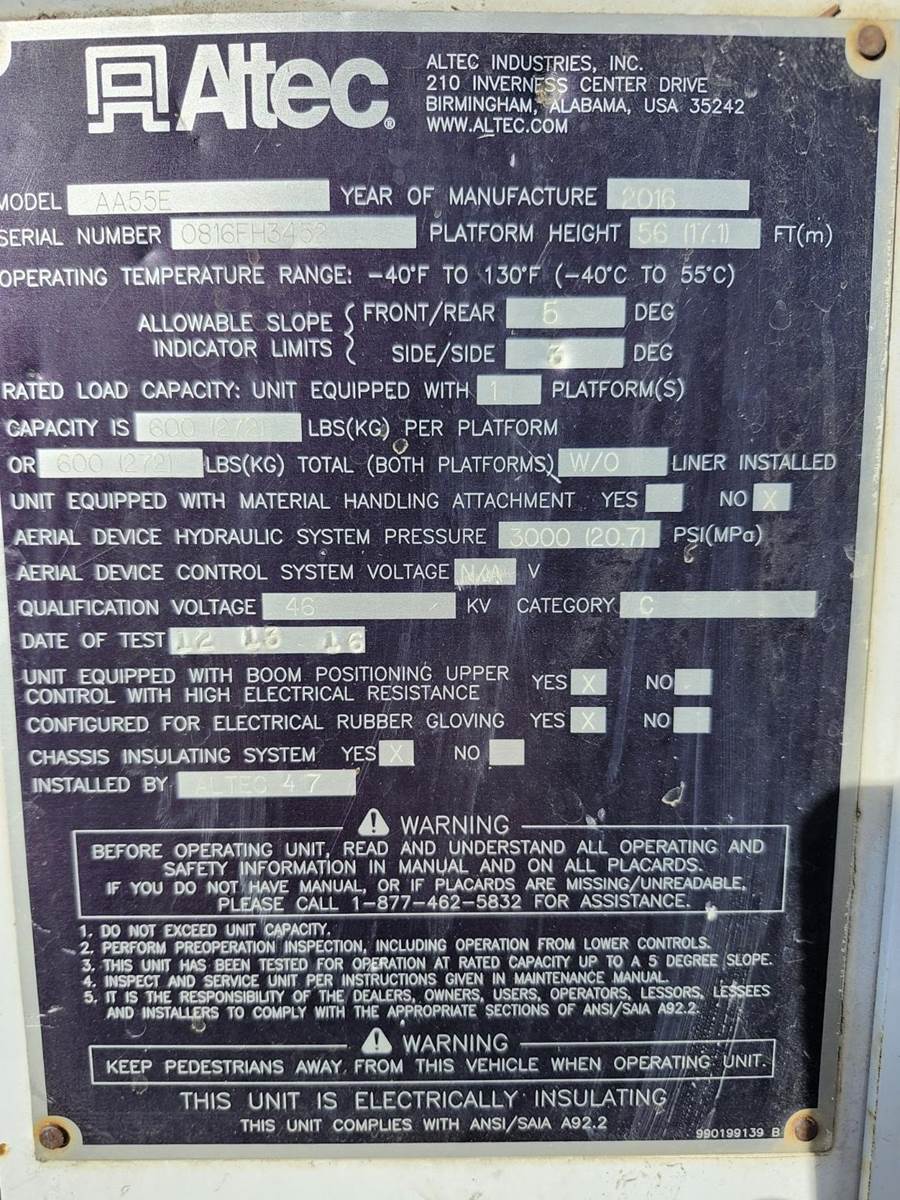 Altec®
ALTEC INDUSTRIES, INC.
210 INVERNESS CENTER DRIVE
BIRMINGHAM, ALABAMA, USA 35242
WWW.ALTEC.COM
MODEL AA55E YEAR OF MANUFACTURE 2016
SERIAL NUMBER 0816FH3452 PLATFORM HEIGHT 56 (17.1) FT(m)
OPERATING TEMPERATURE RANGE: -40°F TO 130°F (-40°C TO 55°C)
ALLOWABLE SLOPE INDICATOR LIMITS { FRONT/REAR 5 DEG
SIDE/SIDE 3 DEG
RATED LOAD CAPACITY: UNIT EQUIPPED WITH 1 PLATFORM(S)
CAPACITY IS 600 (272) LBS(KG) PER PLATFORM
OR 600 (272) LBS(KG) TOTAL (BOTH PLATFORMS) W/O LINER INSTALLED
UNIT EQUIPPED WITH MATERIAL HANDLING ATTACHMENT YES NO X
AERIAL DEVICE HYDRAULIC SYSTEM PRESSURE 3000 (20.7) PSI(MPa)
AERIAL DEVICE CONTROL SYSTEM VOLTAGE N/A V
QUALIFICATION VOLTAGE 46 KV CATEGORY C
DATE OF TEST 12 13 16
UNIT EQUIPPED WITH BOOM POSITIONING UPPER
CONTROL WITH HIGH ELECTRICAL RESISTANCE YES X NO
CONFIGURED FOR ELECTRICAL RUBBER GLOVING YES X NO
CHASSIS INSULATING SYSTEM YES X NO
INSTALLED BY ALTEC 47
WARNING
BEFORE OPERATING UNIT, READ AND UNDERSTAND ALL OPERATING AND
SAFETY INFORMATION IN MANUAL AND ON ALL PLACARDS.
IF YOU DO NOT HAVE MANUAL, OR IF PLACARDS ARE MISSING/UNREADABLE,
PLEASE CALL 1-877-462-5832 FOR ASSISTANCE.
1. DO NOT EXCEED UNIT CAPACITY.
2. PERFORM PREOPERATION INSPECTION, INCLUDING OPERATION FROM LOWER CONTROLS.
3. THIS UNIT HAS BEEN TESTED FOR OPERATION AT RATED CAPACITY UP TO A 5 DEGREE SLOPE.
4. INSPECT AND SERVICE UNIT PER INSTRUCTIONS GIVEN IN MAINTENANCE MANUAL.
5. IT IS THE RESPONSIBILITY OF THE DEALERS, OWNERS, USERS, OPERATORS, LESSORS, LESSEES
AND INSTALLERS TO COMPLY WITH THE APPROPRIATE SECTIONS OF ANSI/SAIA A92.2.
WARNING
KEEP PEDESTRIANS AWAY FROM THIS VEHICLE WHEN OPERATING UNIT.
THIS UNIT IS ELECTRICALLY INSULATING
THIS UNIT COMPLIES WITH ANSI/SAIA A92.2
990199139 B